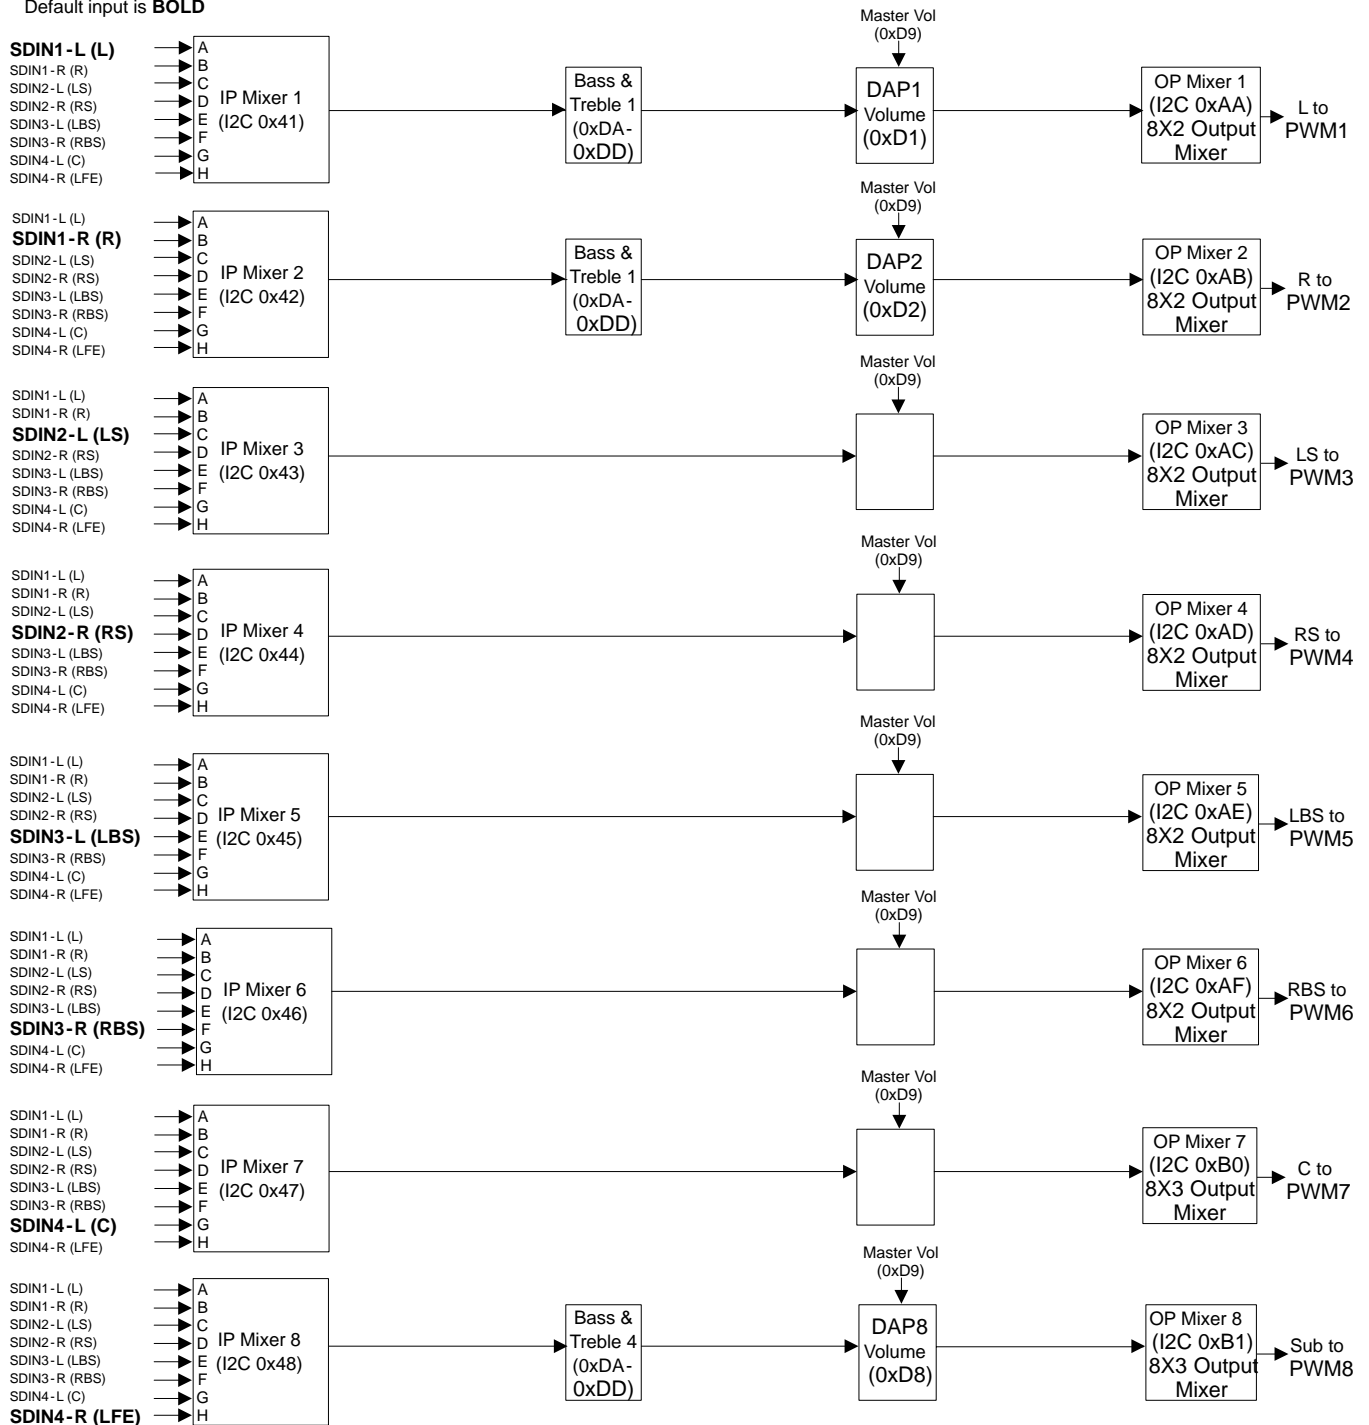 Default input is BOLD
Master Vol
(0xD9)
SDIN1-L (L)
SDIN1-R (R)
SDIN2-L (LS)
SDIN2-R (RS)
SDIN3-L (LBS)
SDIN3-R (RBS)
SDIN4-L (C)
SDIN4-R (LFE)
A
B
C
D
E
F
G
H
IP Mixer 1
(I2C 0x41)
Bass &
Treble 1
(0xDA-
0xDD)
DAP1
Volume
(0xD1)
OP Mixer 1
(I2C 0xAA)
8X2 Output
Mixer
L to
PWM1
Master Vol
(0xD9)
SDIN1-L (L)
SDIN1-R (R)
SDIN2-L (LS)
SDIN2-R (RS)
SDIN3-L (LBS)
SDIN3-R (RBS)
SDIN4-L (C)
SDIN4-R (LFE)
A
B
C
D
E
F
G
H
IP Mixer 2
(I2C 0x42)
Bass &
Treble 1
(0xDA-
0xDD)
DAP2
Volume
(0xD2)
OP Mixer 2
(I2C 0xAB)
8X2 Output
Mixer
R to
PWM2
Master Vol
(0xD9)
SDIN1-L (L)
SDIN1-R (R)
SDIN2-L (LS)
SDIN2-R (RS)
SDIN3-L (LBS)
SDIN3-R (RBS)
SDIN4-L (C)
SDIN4-R (LFE)
A
B
C
D
E
F
G
H
IP Mixer 3
(I2C 0x43)
OP Mixer 3
(I2C 0xAC)
8X2 Output
Mixer
LS to
PWM3
Master Vol
(0xD9)
SDIN1-L (L)
SDIN1-R (R)
SDIN2-L (LS)
SDIN2-R (RS)
SDIN3-L (LBS)
SDIN3-R (RBS)
SDIN4-L (C)
SDIN4-R (LFE)
A
B
C
D
E
F
G
H
IP Mixer 4
(I2C 0x44)
OP Mixer 4
(I2C 0xAD)
8X2 Output
Mixer
RS to
PWM4
Master Vol
(0xD9)
SDIN1-L (L)
SDIN1-R (R)
SDIN2-L (LS)
SDIN2-R (RS)
SDIN3-L (LBS)
SDIN3-R (RBS)
SDIN4-L (C)
SDIN4-R (LFE)
A
B
C
D
E
F
G
H
IP Mixer 5
(I2C 0x45)
OP Mixer 5
(I2C 0xAE)
8X2 Output
Mixer
LBS to
PWM5
Master Vol
(0xD9)
SDIN1-L (L)
SDIN1-R (R)
SDIN2-L (LS)
SDIN2-R (RS)
SDIN3-L (LBS)
SDIN3-R (RBS)
SDIN4-L (C)
SDIN4-R (LFE)
A
B
C
D
E
F
G
H
IP Mixer 6
(I2C 0x46)
OP Mixer 6
(I2C 0xAF)
8X2 Output
Mixer
RBS to
PWM6
Master Vol
(0xD9)
SDIN1-L (L)
SDIN1-R (R)
SDIN2-L (LS)
SDIN2-R (RS)
SDIN3-L (LBS)
SDIN3-R (RBS)
SDIN4-L (C)
SDIN4-R (LFE)
A
B
C
D
E
F
G
H
IP Mixer 7
(I2C 0x47)
OP Mixer 7
(I2C 0xB0)
8X3 Output
Mixer
C to
PWM7
Master Vol
(0xD9)
SDIN1-L (L)
SDIN1-R (R)
SDIN2-L (LS)
SDIN2-R (RS)
SDIN3-L (LBS)
SDIN3-R (RBS)
SDIN4-L (C)
SDIN4-R (LFE)
A
B
C
D
E
F
G
H
IP Mixer 8
(I2C 0x48)
Bass &
Treble 4
(0xDA-
0xDD)
DAP8
Volume
(0xD8)
OP Mixer 8
(I2C 0xB1)
8X3 Output
Mixer
Sub to
PWM8